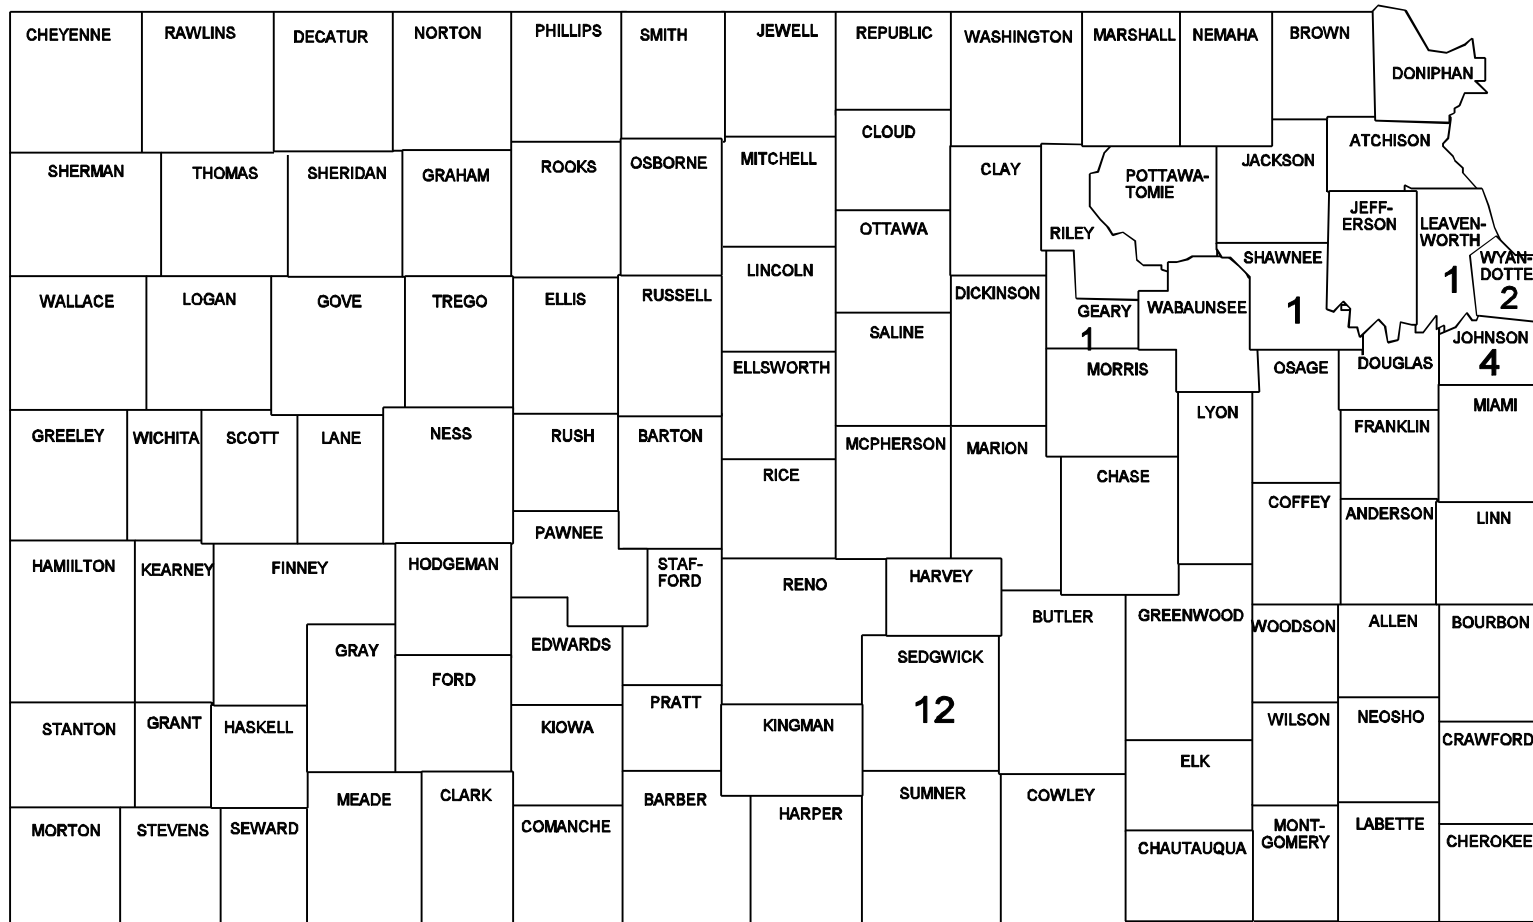 CHEYENNE
RAWLINS
DECATUR
NORTON
PHILLIPS
SMITH
JEWELL
REPUBLIC
WASHINGTON
MARSHALL
NEMAHA
BROWN
DONIPHAN
SHERMAN
THOMAS
SHERIDAN
GRAHAM
ROOKS
OSBORNE
MITCHELL
CLOUD
CLAY
RILEY
POTTAWA-
TOMIE
JACKSON
ATCHISON
JEFF-
ERSON
LEAVEN-
WORTH
1
WYAN-
DOTTE
2
OTTAWA
SHAWNEE
1
WALLACE
LOGAN
GOVE
TREGO
ELLIS
RUSSELL
LINCOLN
SALINE
DICKINSON
GEARY
1
WABAUNSEE
DOUGLAS
JOHNSON
4
ELLSWORTH
MORRIS
OSAGE
MIAMI
GREELEY
WICHITA
SCOTT
LANE
NESS
RUSH
BARTON
RICE
MCPHERSON
MARION
CHASE
LYON
FRANKLIN
COFFEY
ANDERSON
LINN
HAMIILTON
KEARNEY
FINNEY
HODGEMAN
PAWNEE
STAF-
FORD
RENO
HARVEY
BUTLER
GREENWOOD
WOODSON
ALLEN
BOURBON
GRAY
FORD
EDWARDS
PRATT
SEDGWICK
12
STANTON
GRANT
HASKELL
KIOWA
KINGMAN
ELK
WILSON
NEOSHO
CRAWFORD
MEADE
CLARK
BARBER
HARPER
SUMNER
COWLEY
MORTON
STEVENS
SEWARD
COMANCHE
CHAUTAUQUA
MONT-
GOMERY
LABETTE
CHEROKEE